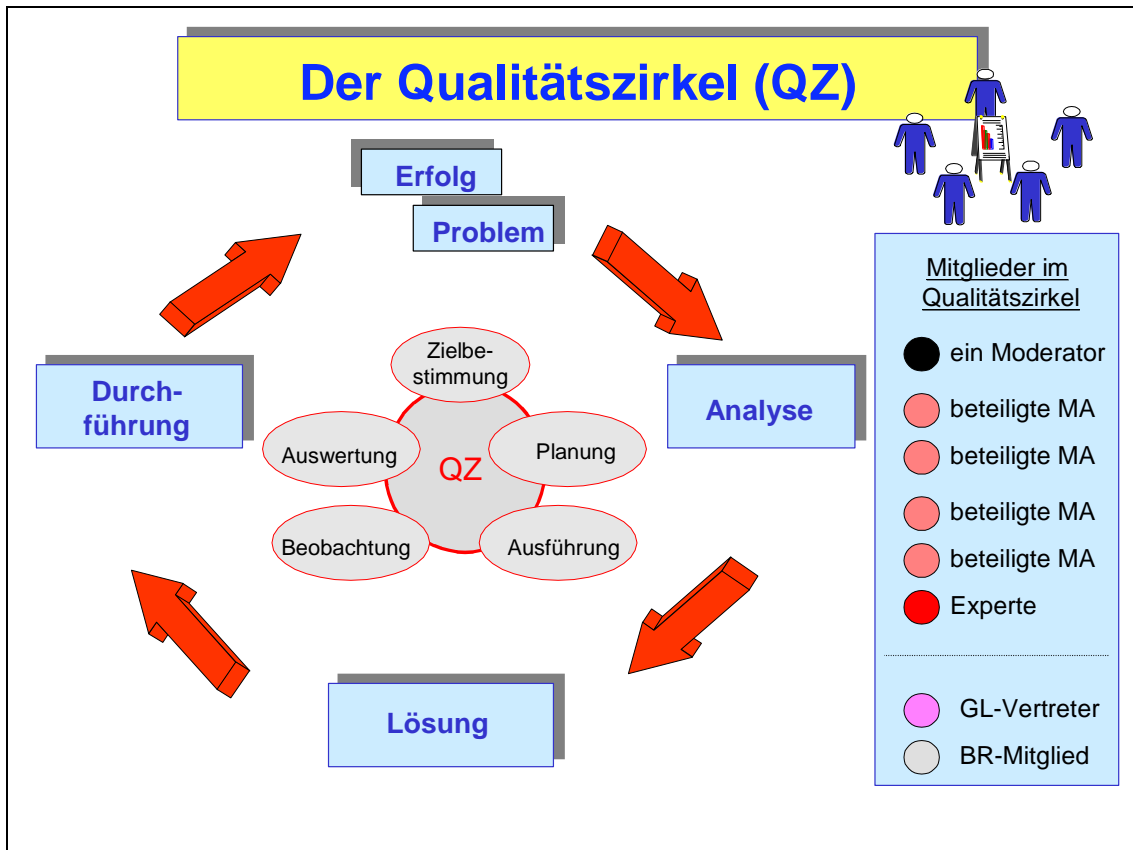 Der Qualitätszirkel (QZ)
Erfolg
Problem
Durch-
führung
Analyse
Lösung
Zielbe-
stimmung
Auswertung
Planung
QZ
Beobachtung
Ausführung
Mitglieder im
Qualitätszirkel
ein Moderator
beteiligte MA
beteiligte MA
beteiligte MA
beteiligte MA
Experte
GL-Vertreter
BR-Mitglied